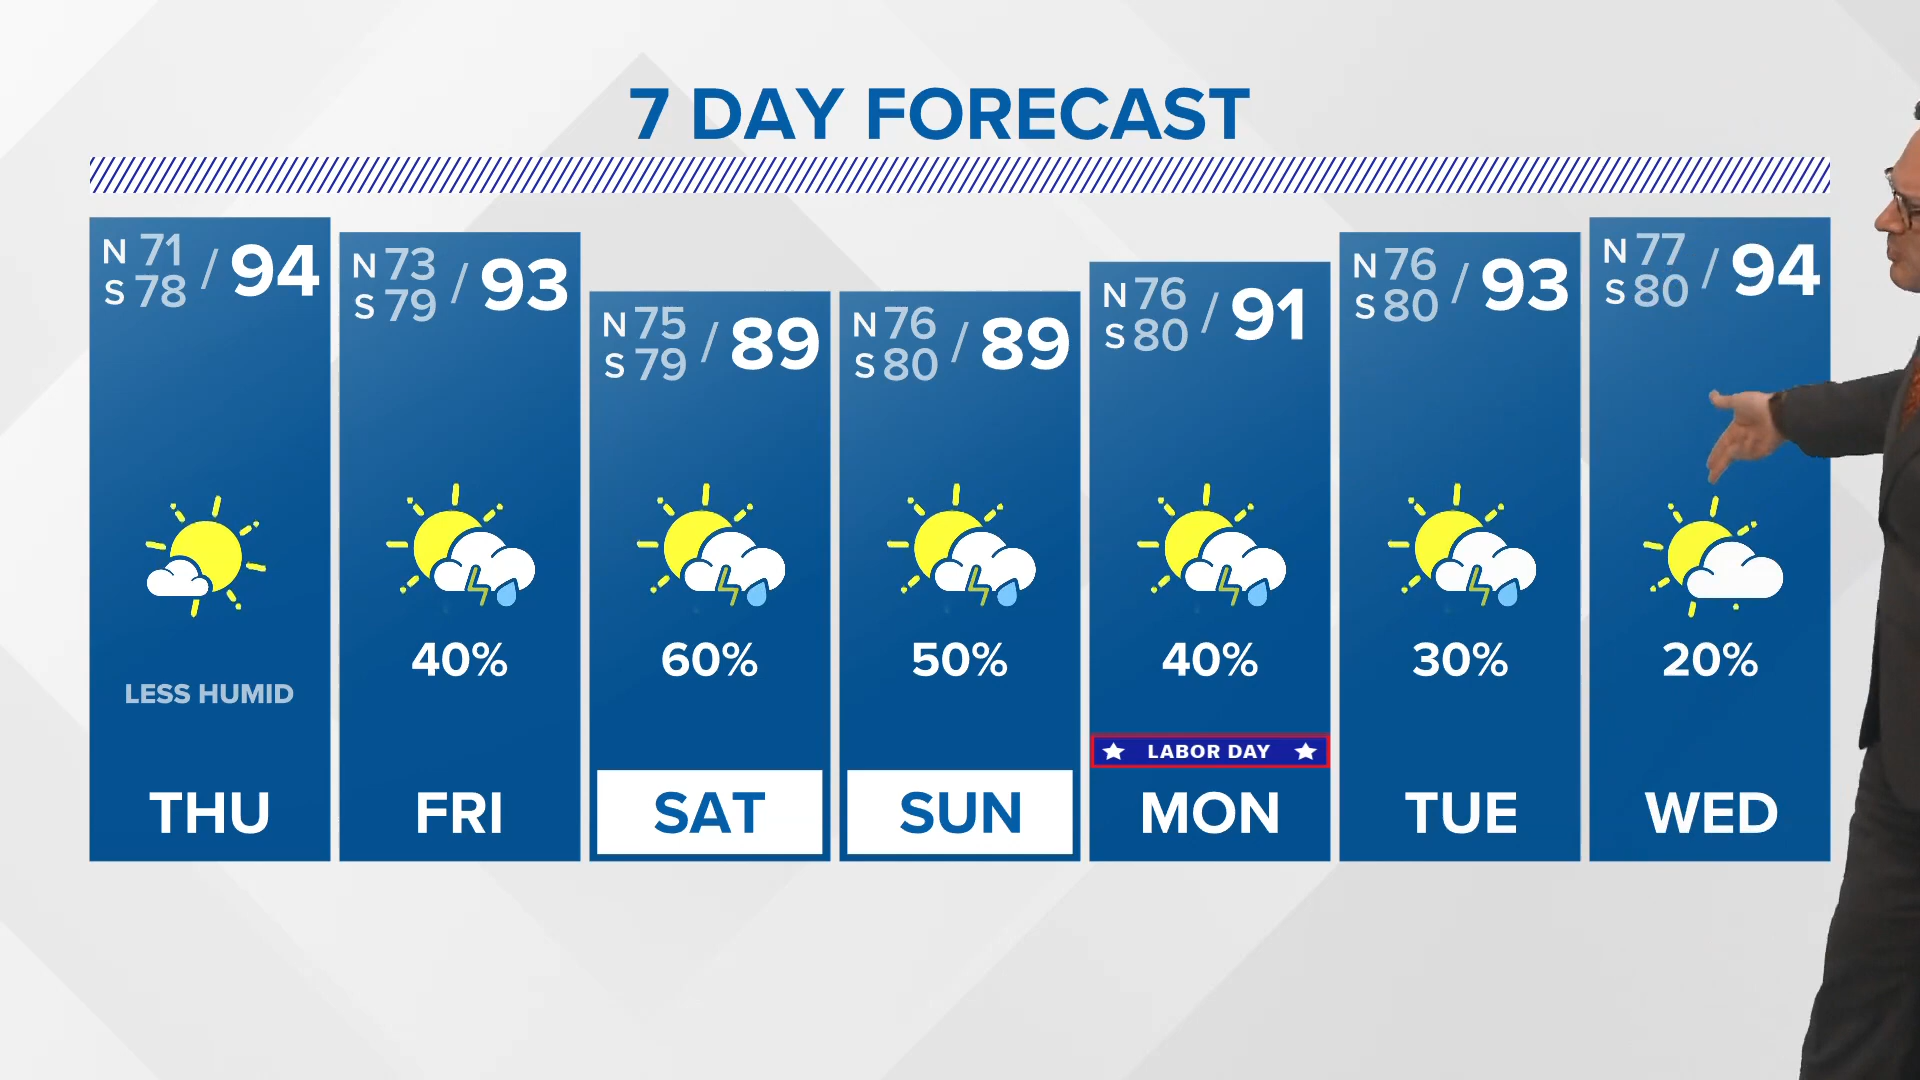 7 DAY FORECAST
N 71 / 94
S 78
LESS HUMID
THU
N 73 / 93
S 79
40%
FRI
N 75 / 89
S 79
60%
SAT
N 76 / 89
S 80
50%
SUN
N 76 / 91
S 80
40%
LABOR DAY
MON
N 76 / 93
S 80
30%
TUE
N 77 / 94
S 80
20%
WED